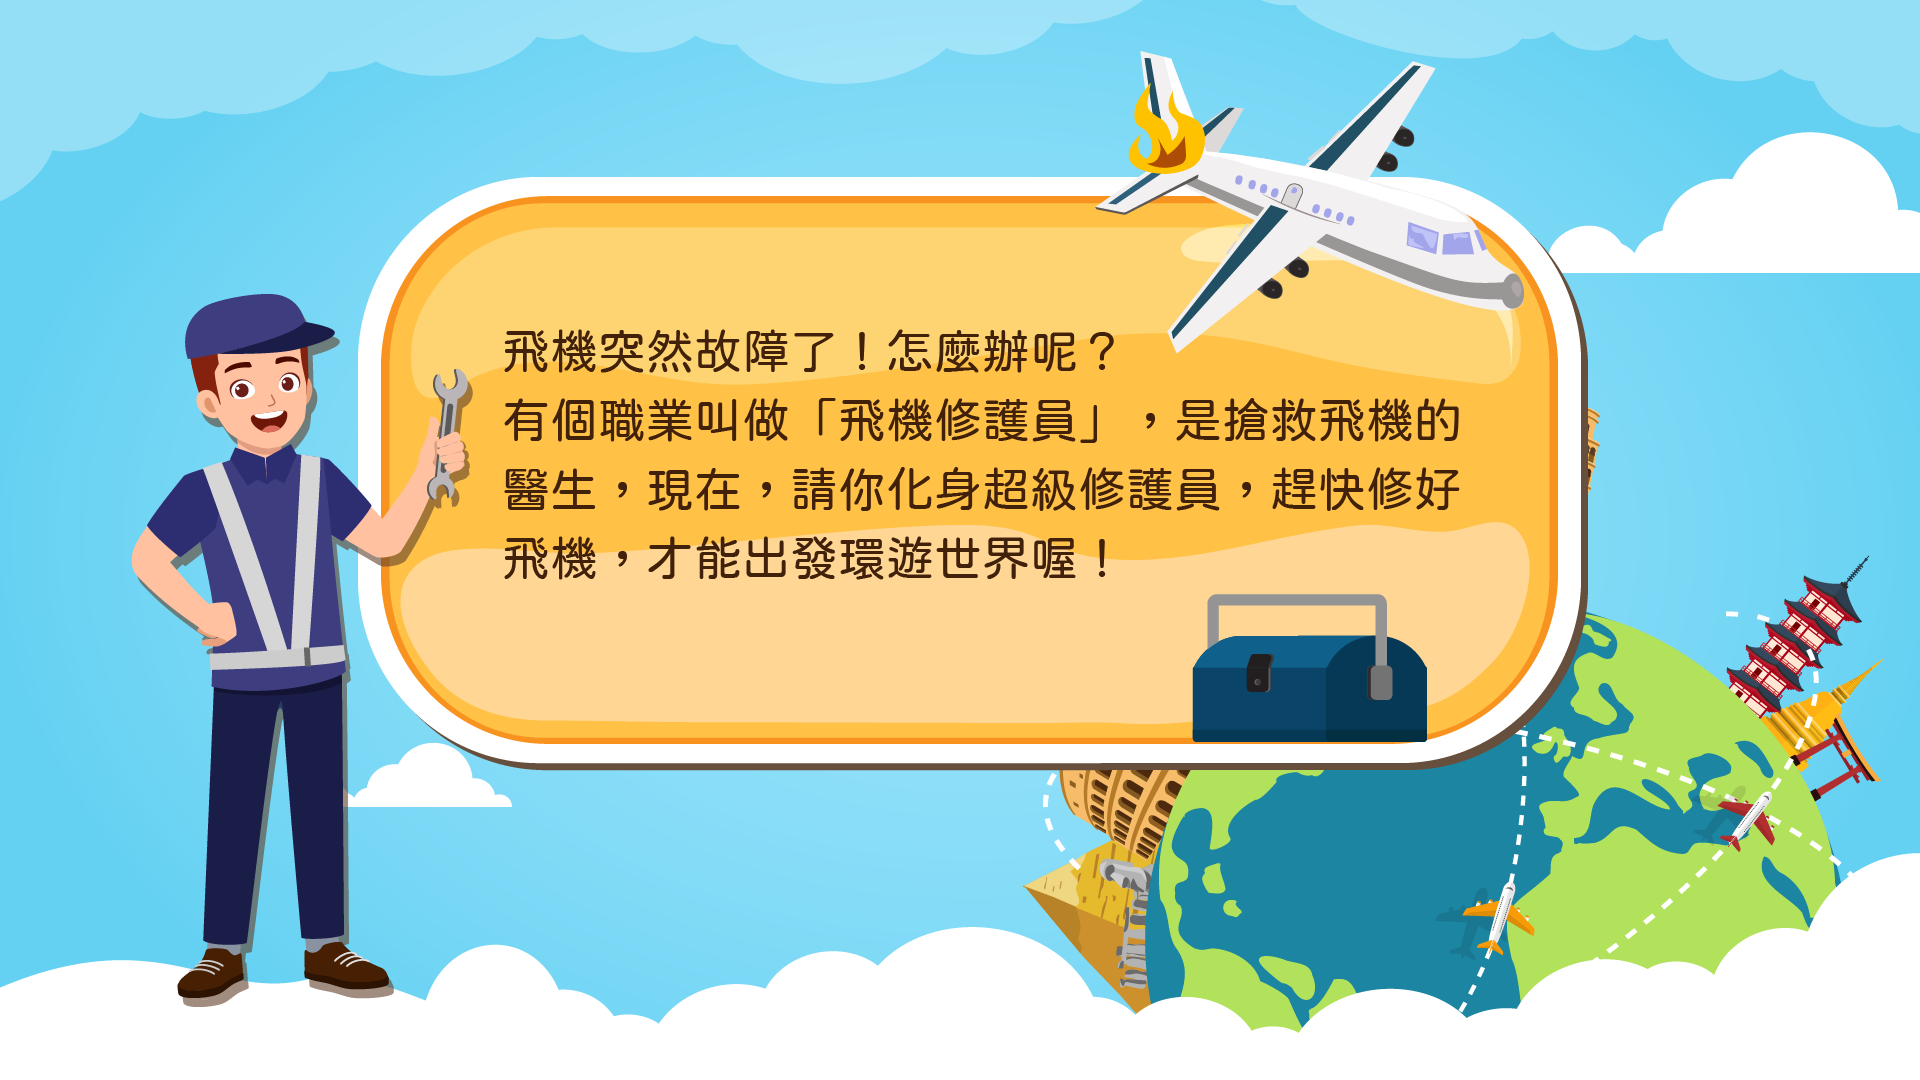 飛機突然故障了！怎麼辦呢？
有個職業叫做「飛機修護員」，是搶救飛機的
醫生，現在，請你化身超級修護員，趕快修好
飛機，才能出發環遊世界喔！